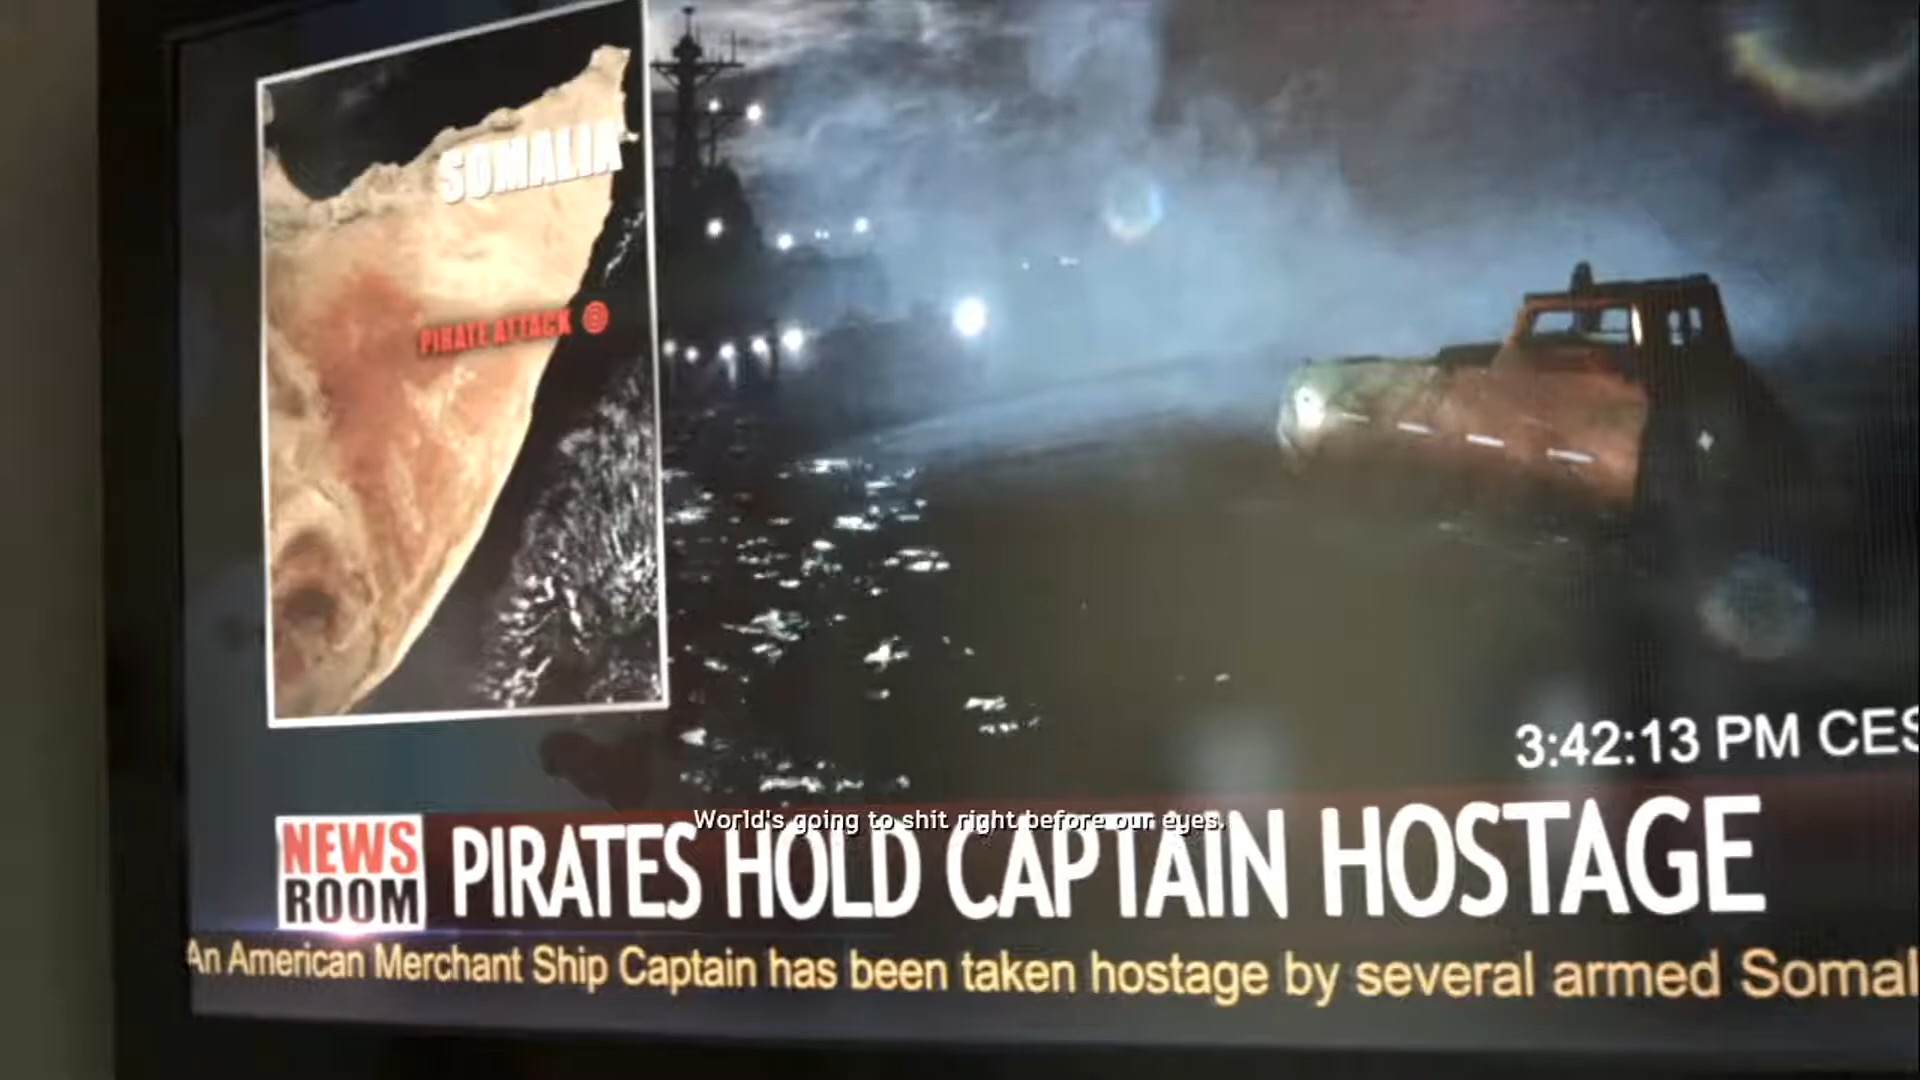 SOMALIA
PIRATE ATTACK
3:42:13 PM CES
World's going to shit right before our eyes.
NEWS
ROOM
PIRATES HOLD CAPTAIN HOSTAGE
An American Merchant Ship Captain has been taken hostage by several armed Somal